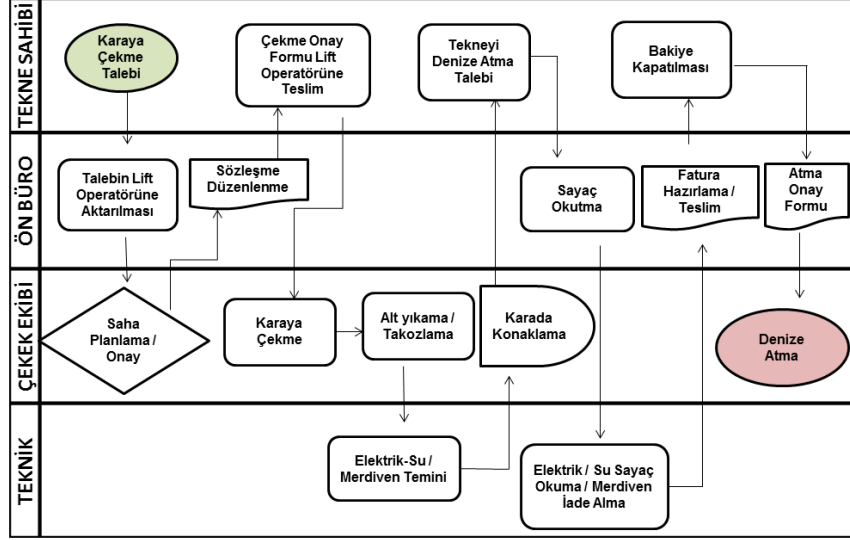 TEKNE SAHİBİ
Karaya
Çekme
Talebi
Çekme Onay
Formu Lift
Operatörüne
Teslim
Tekneyi
Denize Atma
Talebi
Bakiye
Kapatılması
ÖN BÜRO
Talebin Lift
Operatörüne
Aktarılması
Sözleşme
Düzenlenme
Sayaç
Okutma
Fatura
Hazırlama /
Teslim
Atma
Onay
Formu
ÇEKEK EKİBİ
Saha
Planlama /
Onay
Karaya
Çekme
Alt yıkama /
Takozlama
Karada
Konaklama
Denize
Atma
TEKNİK
Elektrik-Su /
Merdiven Temini
Elektrik / Su Sayaç
Okuma / Merdiven
İade Alma